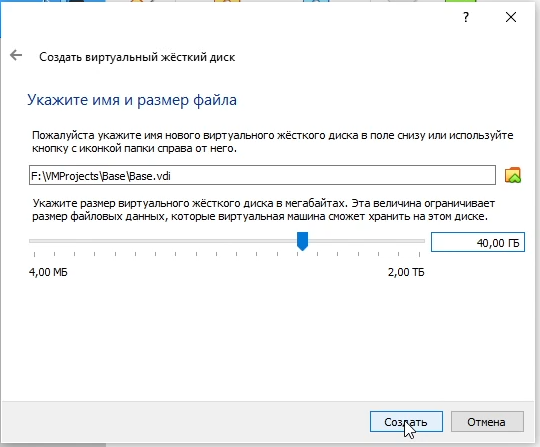 ?
Создать виртуальный жёсткий диск
Укажите имя и размер файла
Пожалуйста укажите имя нового виртуального жёсткого диска в поле снизу или используйте
кнопку с иконкой папки справа от него.
F:\VMProjects\Base\Base.vdi
Укажите размер виртуального жёсткого диска в мегабайтах. Эта величина ограничивает
размер файловых данных, которые виртуальная машина сможет хранить на этом диске.
40,00 ГБ
4,00 МБ 2,00 ТБ
Создать Отмена